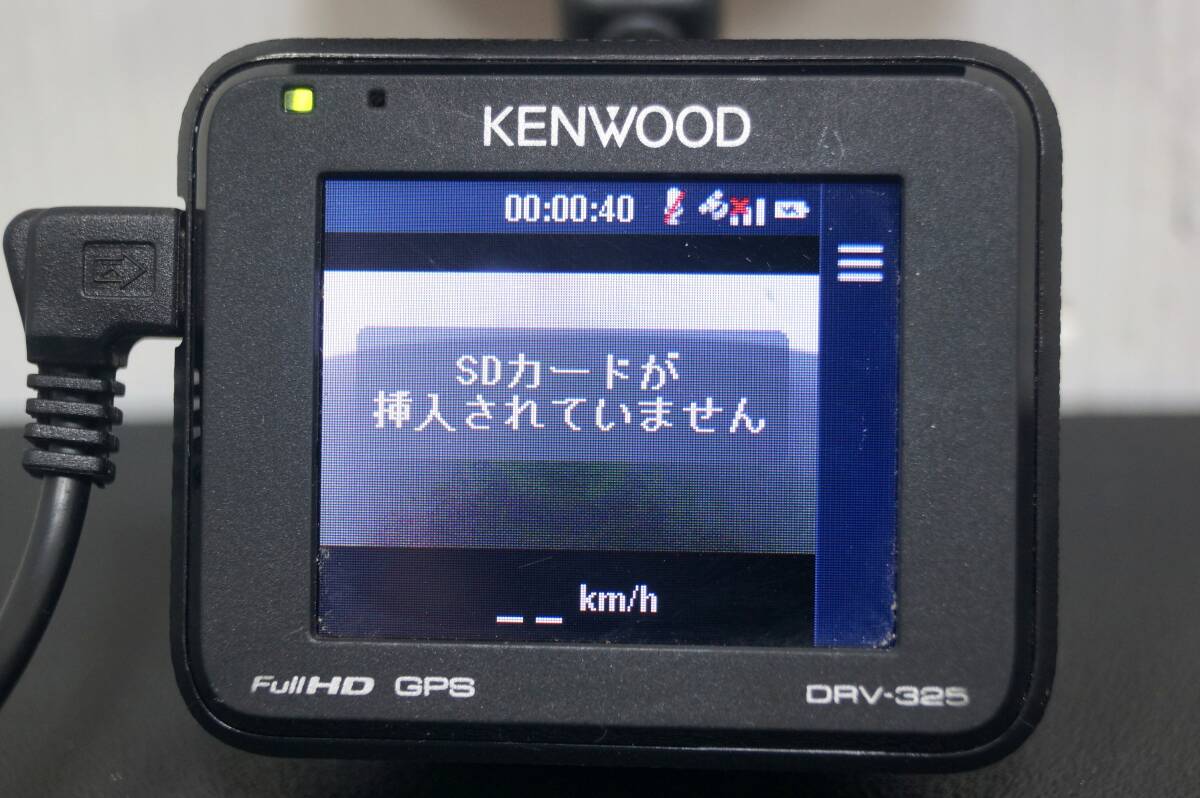 KENWOOD
00:00:40
SDカードが
挿入されていません
_ _ km/h
Full HD GPS
DRV-325